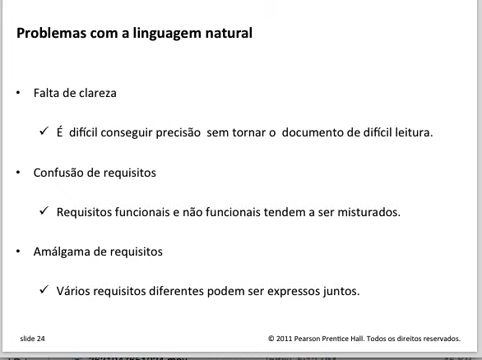 Problemas com a linguagem natural
• Falta de clareza
✓ É difícil conseguir precisão sem tornar o documento de difícil leitura.
• Confusão de requisitos
✓ Requisitos funcionais e não funcionais tendem a ser misturados.
• Amálgama de requisitos
✓ Vários requisitos diferentes podem ser expressos juntos.
slide 24 © 2011 Pearson Prentice Hall. Todos os direitos reservados.